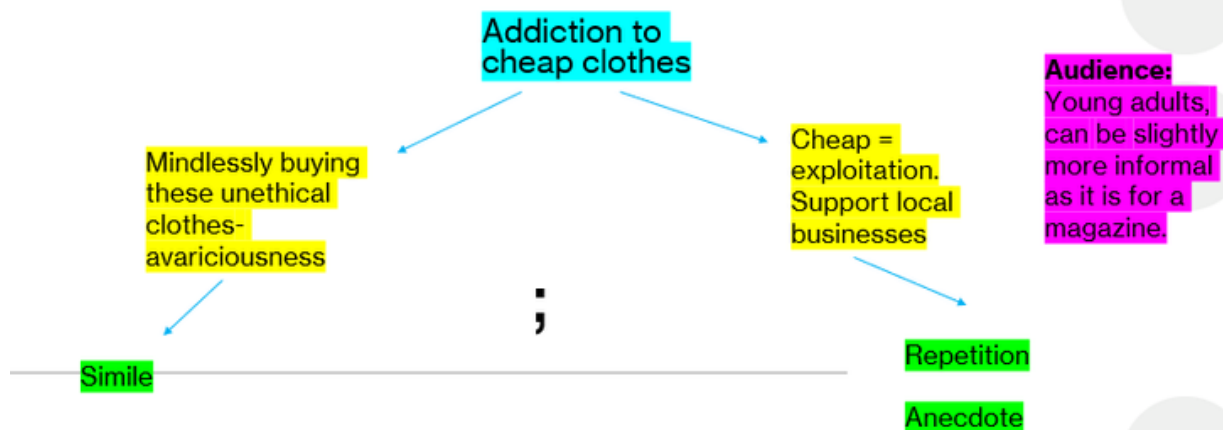 Addiction to
cheap clothes
Audience:
Young adults,
can be slightly
more informal
as it is for a
magazine.
Mindlessly buying
these unethical
clothes-
avariciousness
Cheap =
exploitation.
Support local
businesses
;
Simile
Repetition
Anecdote